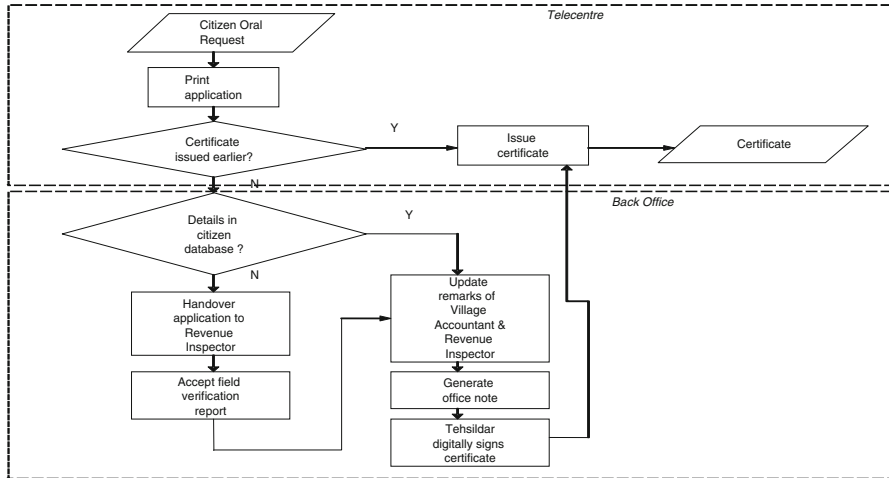 Telecentre
Citizen Oral
Request
Print
application
Certificate
issued earlier?
Y
Issue
certificate
Certificate
N
Back Office
Details in
citizen
database ?
Y
N
Handover
application to
Revenue
Inspector
Update
remarks of
Village
Accountant &
Revenue
Inspector
Accept field
verification
report
Generate
office note
Tehsildar
digitally signs
certificate